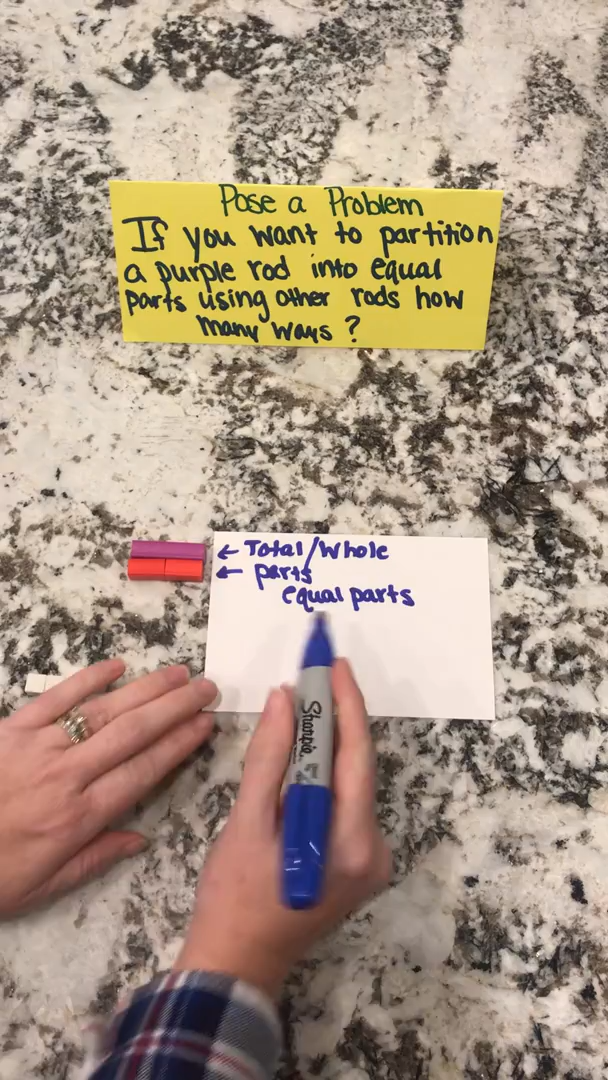 Pose a Problem
If you want to partition
a purple rod into equal
parts using other rods how
many ways?
← Total/Whole
← parts
equal parts
Sharpie